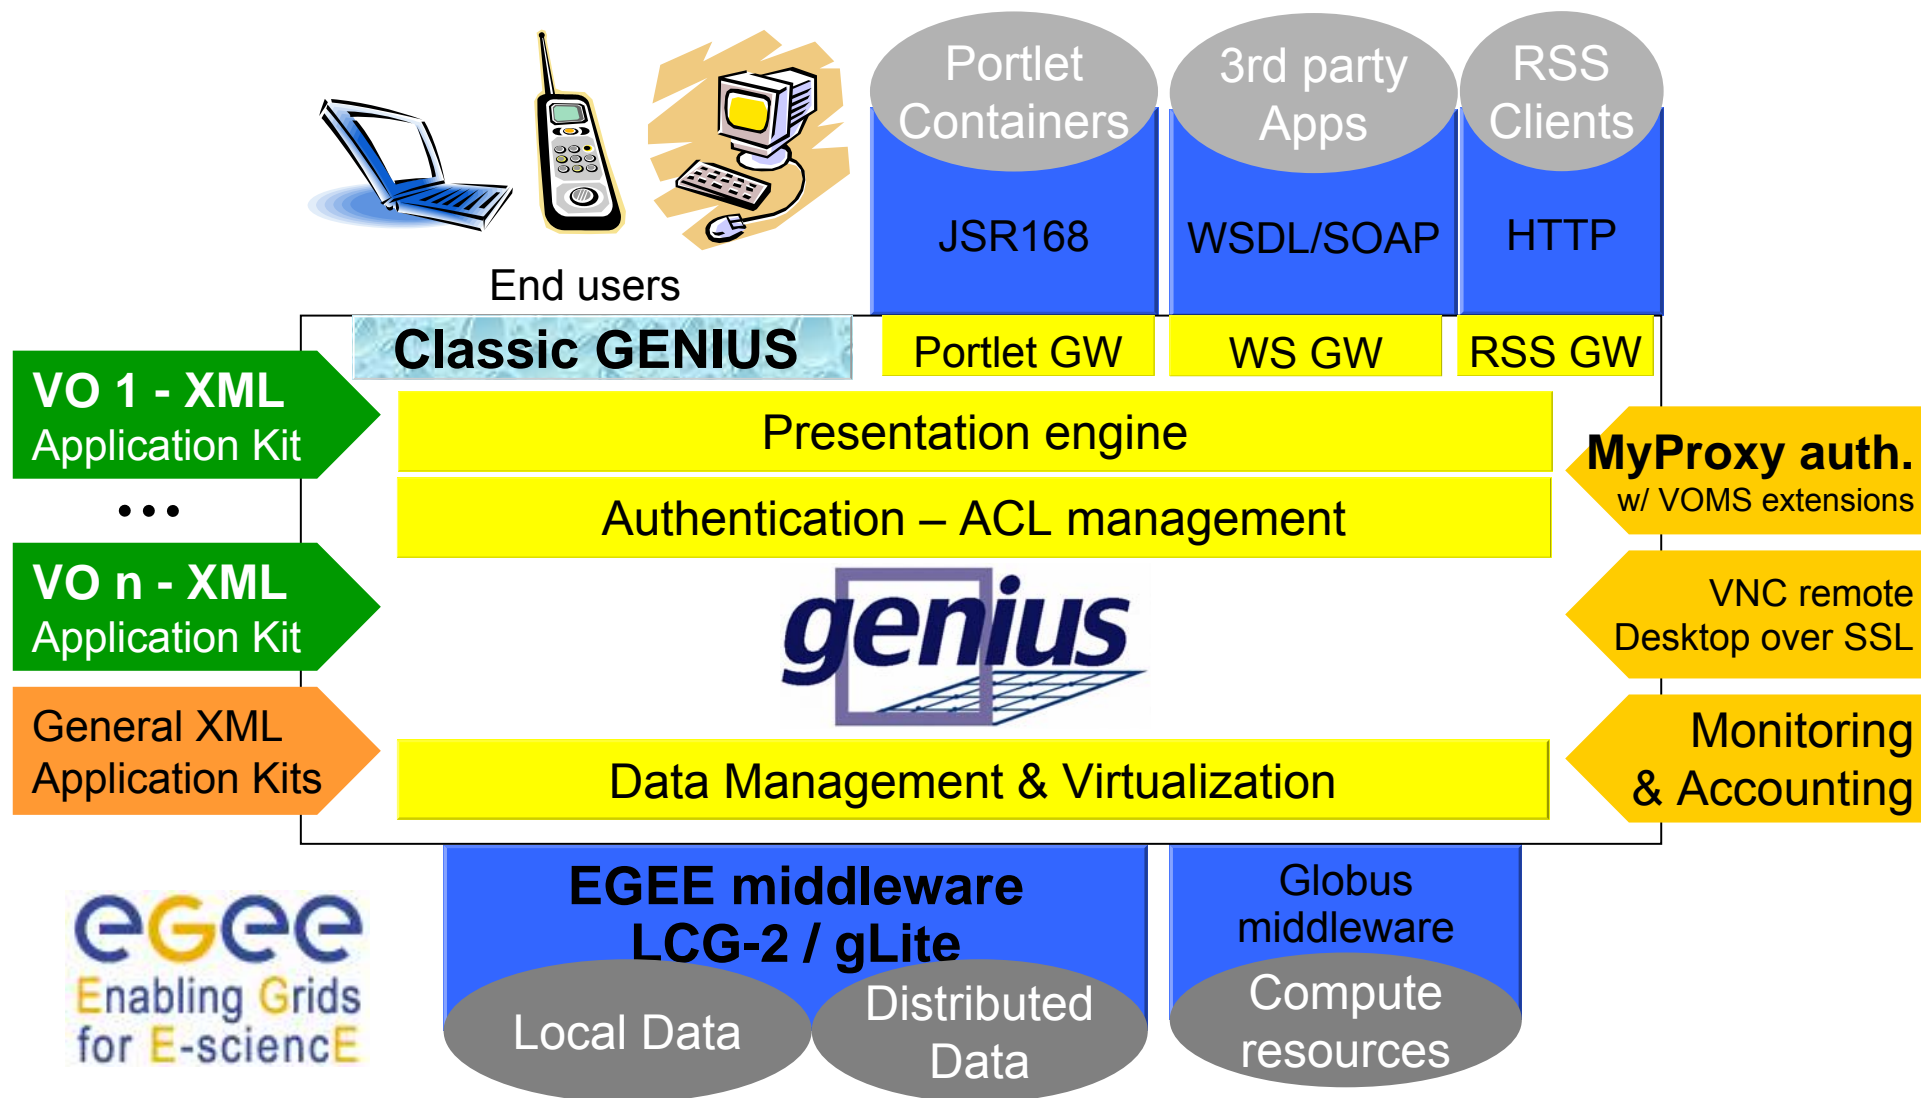 Portlet
Containers
3rd party
Apps
RSS
Clients
JSR168
WSDL/SOAP
HTTP
End users
Classic GENIUS
Portlet GW
WS GW
RSS GW
VO 1 - XML
Application Kit
...
VO n - XML
Application Kit
General XML
Application Kits
Presentation engine
Authentication – ACL management
genius
Data Management & Virtualization
MyProxy auth.
w/ VOMS extensions
VNC remote
Desktop over SSL
Monitoring
& Accounting
EGEE middleware
LCG-2 / gLite
Globus
middleware
Local Data
Distributed
Data
Compute
resources
eGee
Enabling Grids
for E-sciencE